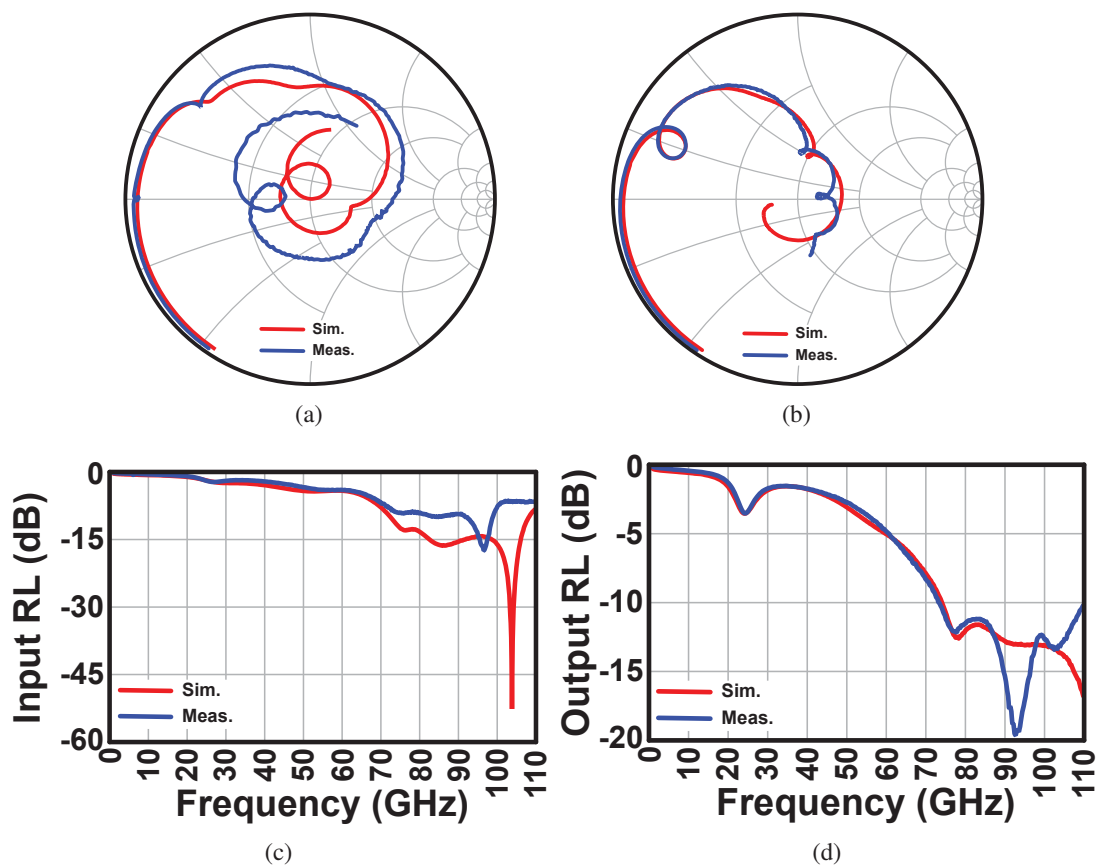 Sim.
Meas.
(a)
Sim.
Meas.
(b)
Input RL (dB)
0
-15
-30
-45
-60
Sim.
Meas.
0 10 20 30 40 50 60 70 80 90 100 110
Frequency (GHz)
(c)
Output RL (dB)
0
-5
-10
-15
-20
Sim.
Meas.
0 10 20 30 40 50 60 70 80 90 100 110
Frequency (GHz)
(d)